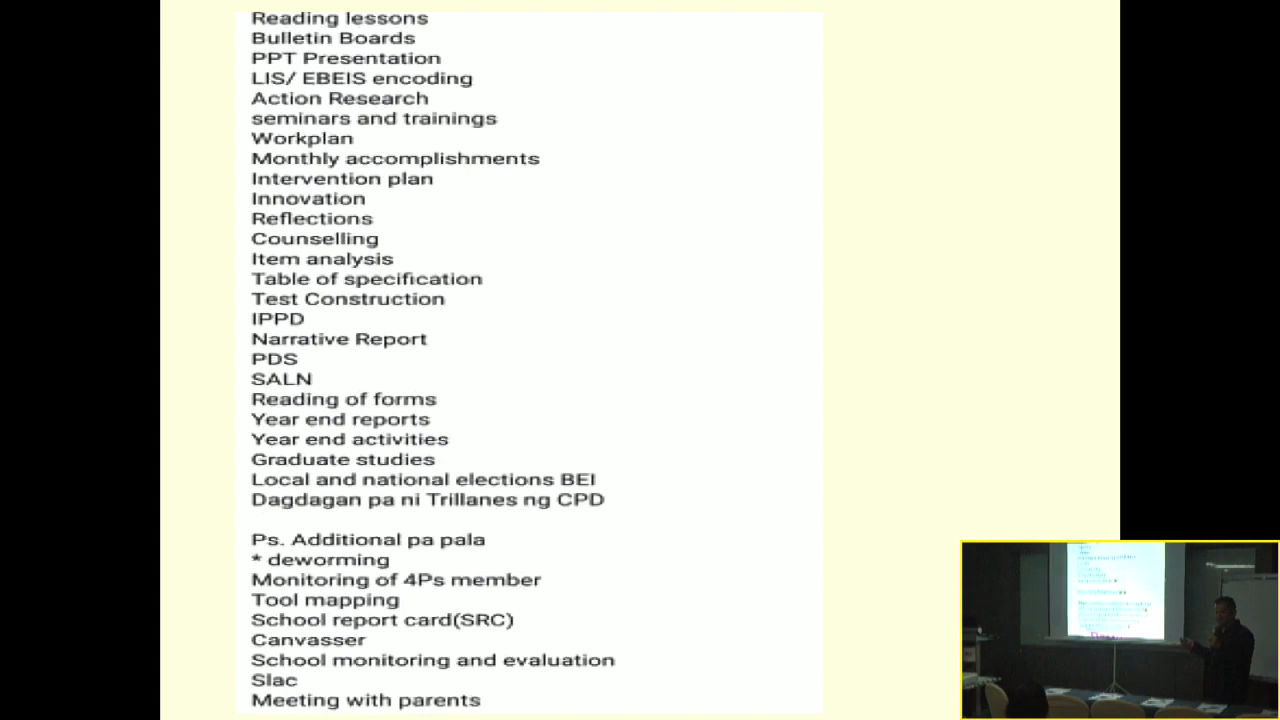 Reading lessons
Bulletin Boards
PPT Presentation
LIS/ EBEIS encoding
Action Research
seminars and trainings
Workplan
Monthly accomplishments
Intervention plan
Innovation
Reflections
Counselling
Item analysis
Table of specification
Test Construction
IPPD
Narrative Report
PDS
SALN
Reading of forms
Year end reports
Year end activities
Graduate studies
Local and national elections BEI
Dagdagan pa ni Trillanes ng CPD
Ps. Additional pa pala
* deworming
Monitoring of 4Ps member
Tool mapping
School report card(SRC)
Canvasser
School monitoring and evaluation
Slac
Meeting with parents